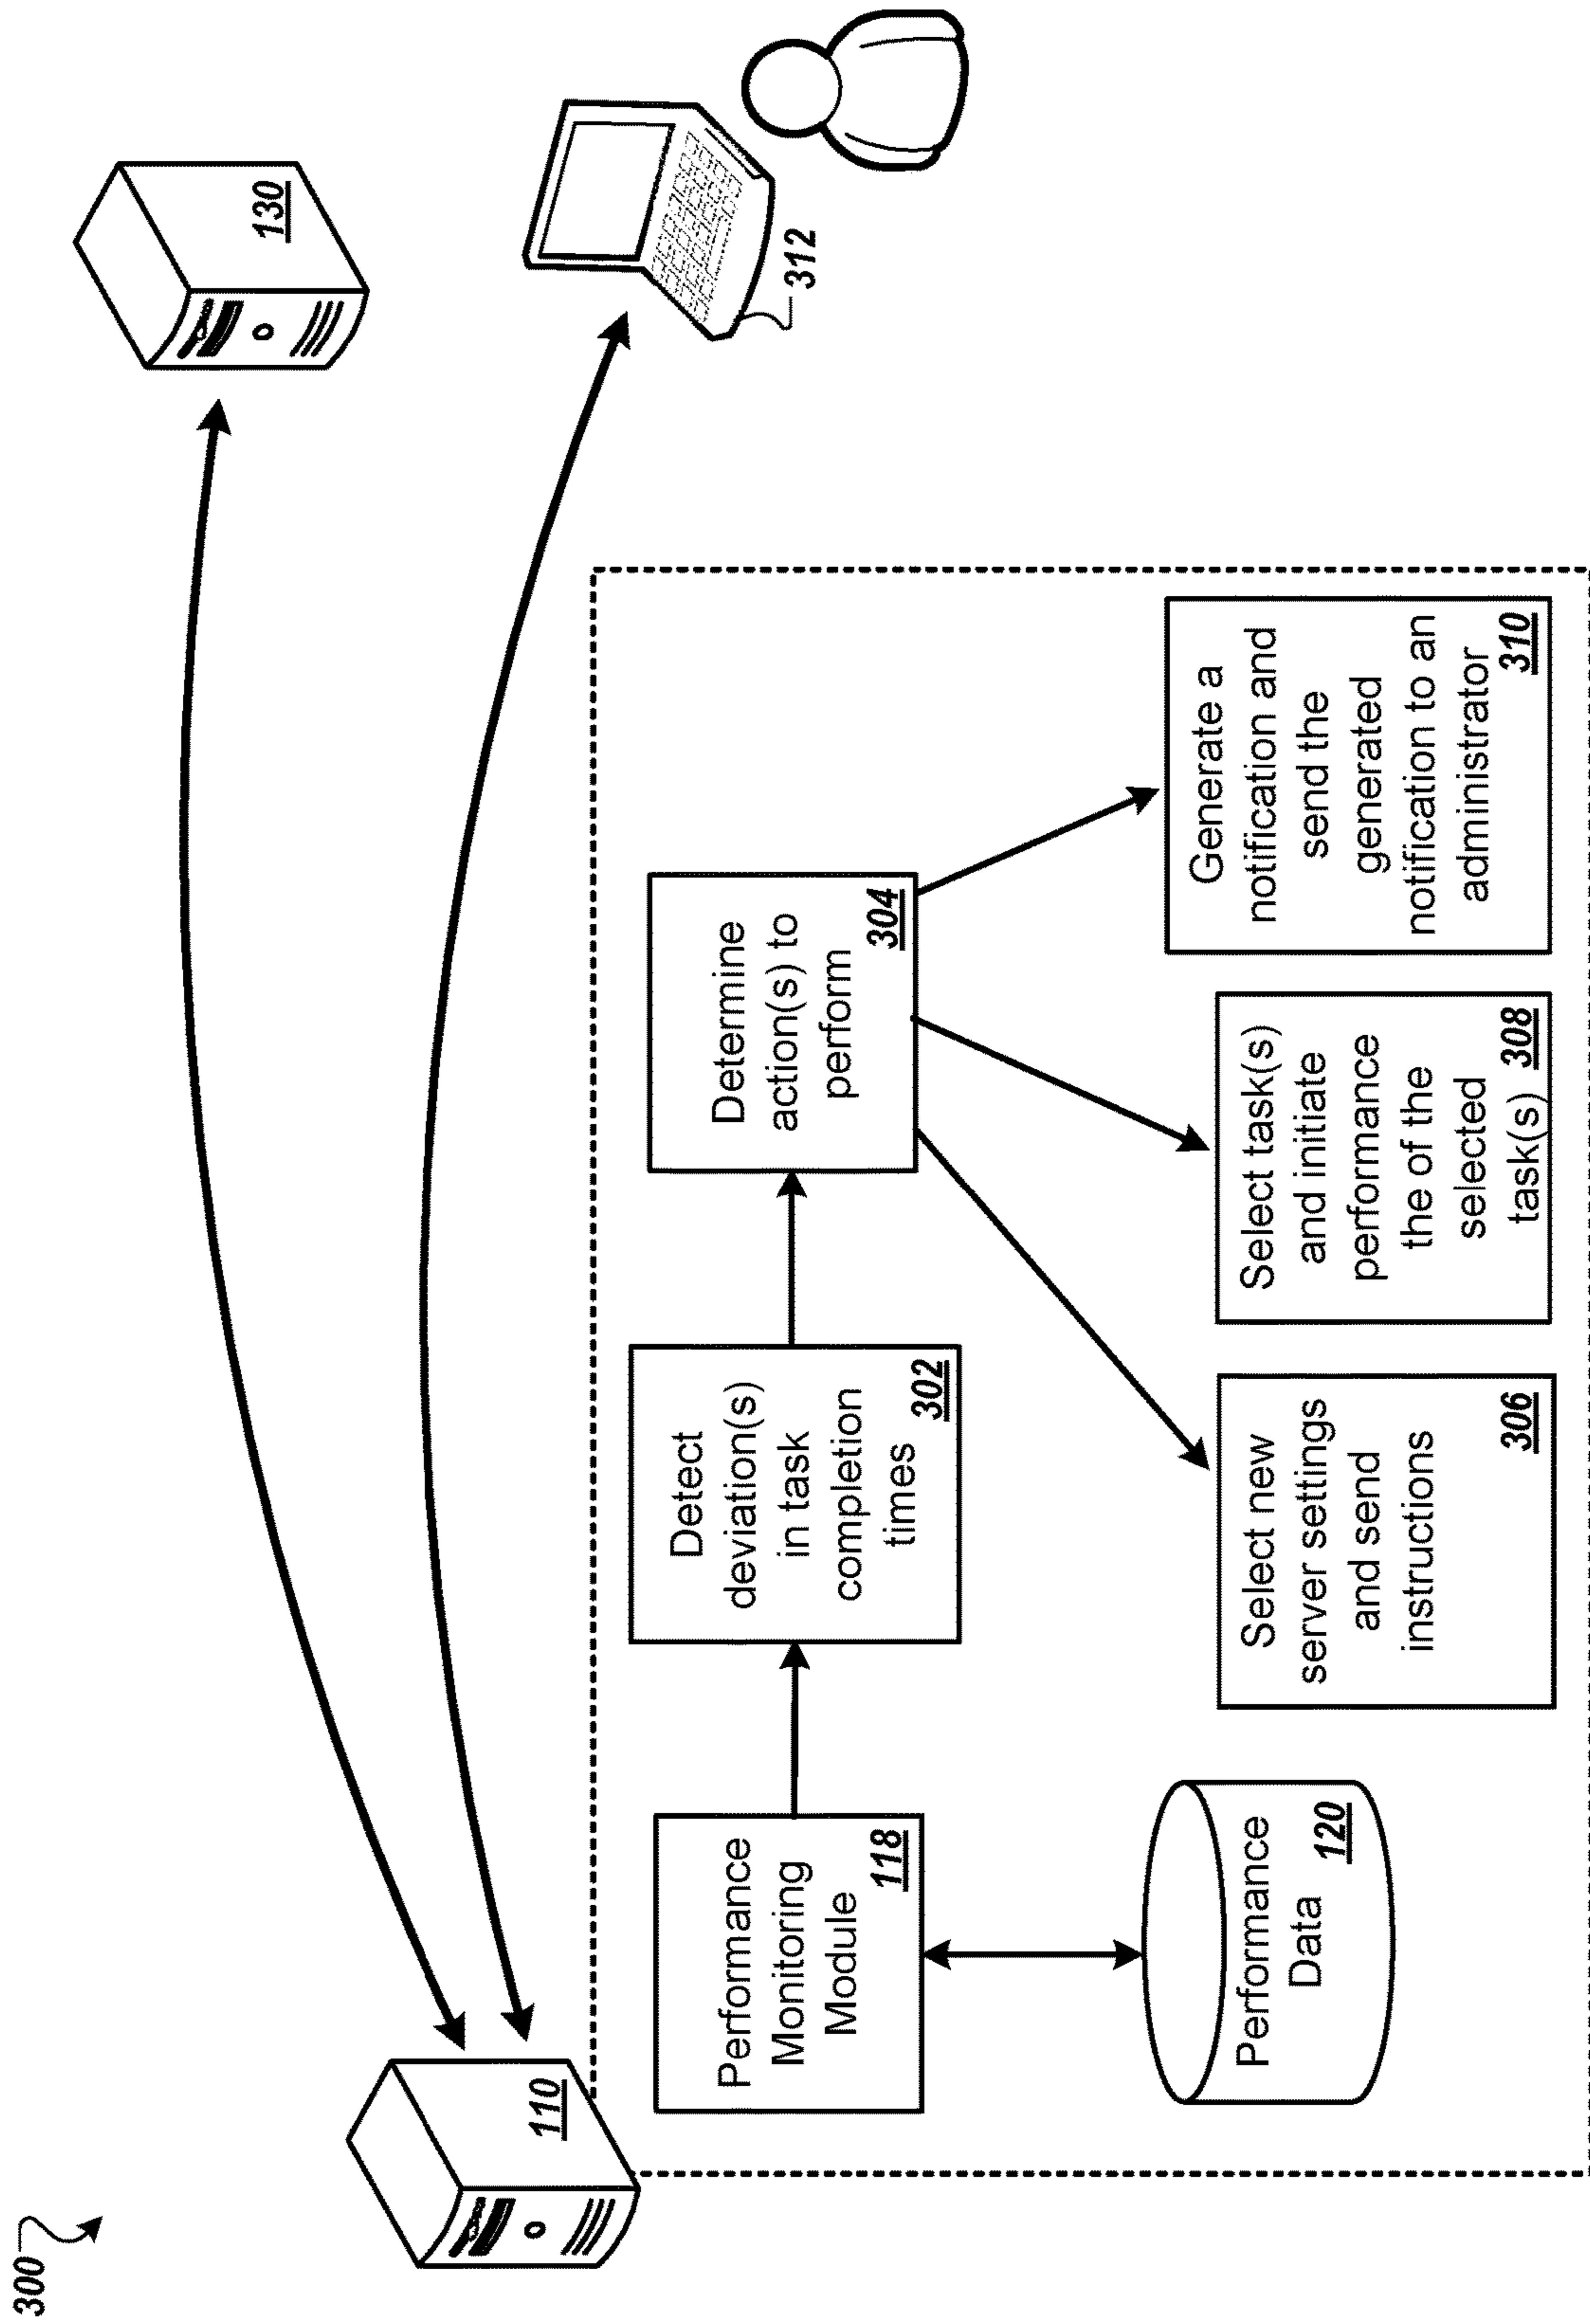 300
110
130
312
Performance
Monitoring
Module
118
Detect
deviation(s)
in task
completion
times
302
Determine
action(s) to
perform
304
Performance
Data
120
Select new
server settings
and send
instructions
306
Select task(s)
and initiate
performance
the of the
selected
task(s) 308
Generate a
notification and
send the
generated
notification to an
administrator
310